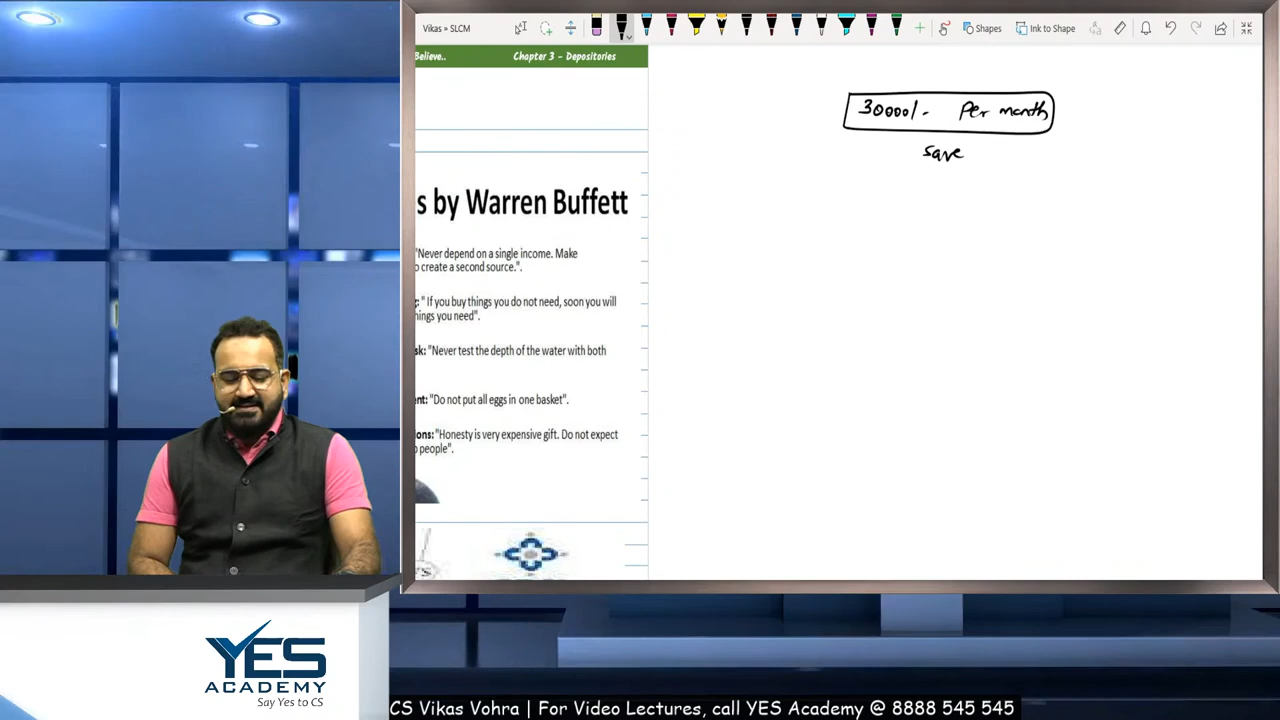 Vikas » SLCM
Shapes
Ink to Shape
Believe..
Chapter 3 – Depositories
30000/- Per month
save
s by Warren Buffett
"Never depend on a single income. Make
o create a second source.".
" If you buy things you do not need, soon you will
hings you need".
sk: "Never test the depth of the water with both
ent: "Do not put all eggs in one basket".
ons: "Honesty is very expensive gift. Do not expect
people".
YES
ACADEMY
Say Yes to CS
CS Vikas Vohra | For Video Lectures, call YES Academy @ 8888 545 545